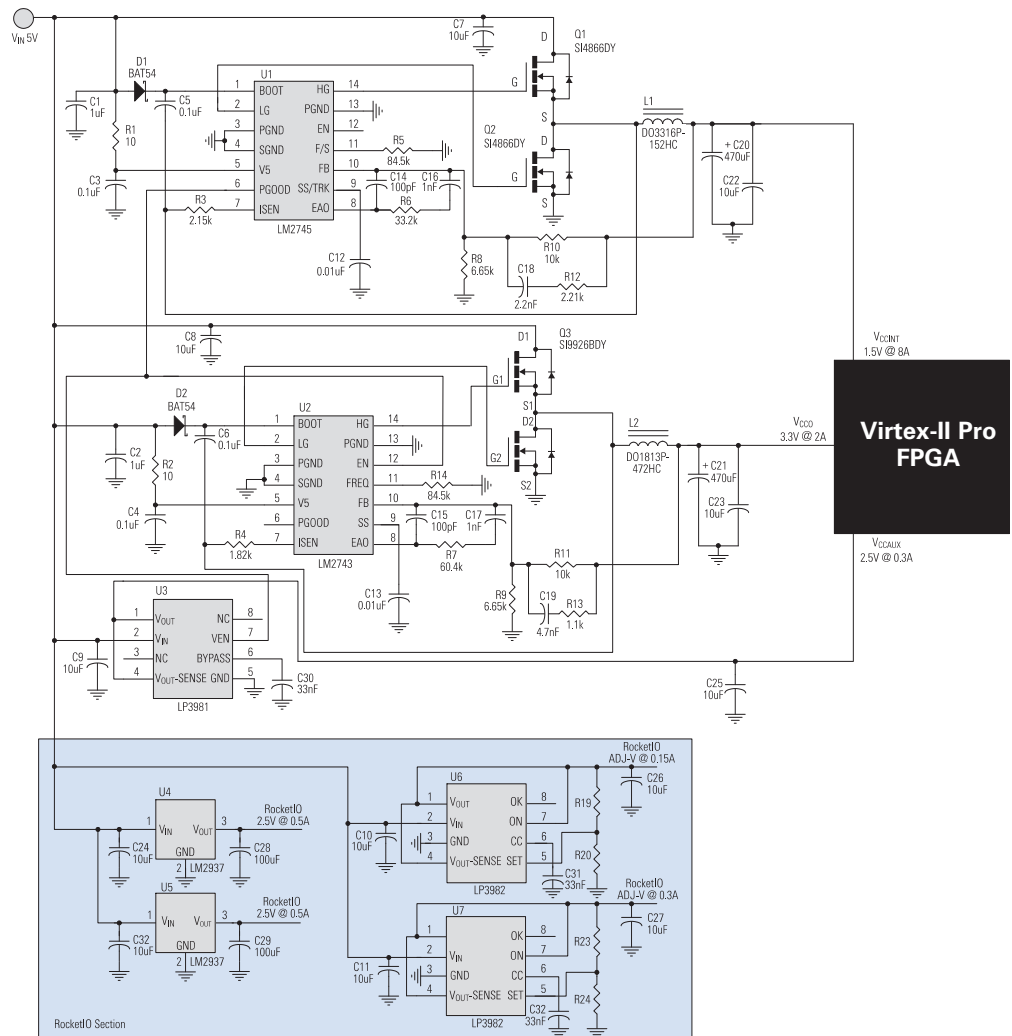 VIN 5V
C7
10uF
D
Q1
SI4866DY
G
S
D1
BAT54
U1
C1
1uF
C5
0.1uF
R1
10
C3
0.1uF
1 BOOT HG 14
2 LG PGND 13
3 PGND EN 12
4 SGND F/S 11
5 V5 FB 10
6 PGOOD SS/TRK 9
7 ISEN EAO 8
LM2745
R3
2.15k
R5
84.5k
C14
100pF
C16
1nF
R6
33.2k
C12
0.01uF
Q2
SI4866DY
D
G
S
L1
DO3316P-
152HC
+ C20
470uF
C22
10uF
R8
6.65k
R10
10k
C18
2.2nF
R12
2.21k
C8
10uF
D1
Q3
SI9926BDY
G1
S1
D2
G2
S2
D2
BAT54
U2
C2
1uF
C6
0.1uF
R2
10
C4
0.1uF
1 BOOT HG 14
2 LG PGND 13
3 PGND EN 12
4 SGND FREQ 11
5 V5 FB 10
6 PGOOD SS 9
7 ISEN EAO 8
LM2743
R4
1.82k
R14
84.5k
C15
100pF
C17
1nF
R7
60.4k
C13
0.01uF
L2
DO1813P-
472HC
+ C21
470uF
C23
10uF
R9
6.65k
R11
10k
C19
4.7nF
R13
1.1k
VCCINT
1.5V @ 8A
VCCO
3.3V @ 2A
Virtex-II Pro
FPGA
VCCAUX
2.5V @ 0.3A
U3
1 VOUT NC 8
2 VIN VEN 7
3 NC BYPASS 6
4 VOUT-SENSE GND 5
LP3981
C9
10uF
C30
33nF
C25
10uF
U4
1 VIN VOUT 3
GND
2 LM2937
C24
10uF
C28
100uF
RocketIO
2.5V @ 0.5A
U5
1 VIN VOUT 3
GND
2 LM2937
C32
10uF
C29
100uF
RocketIO
2.5V @ 0.5A
U6
1 VOUT OK 8
2 VIN ON 7
3 GND CC 6
4 VOUT-SENSE SET 5
LP3982
C10
10uF
C31
33nF
R19
R20
RocketIO
ADJ-V @ 0.15A
C26
10uF
U7
1 VOUT OK 8
2 VIN ON 7
3 GND CC 6
4 VOUT-SENSE SET 5
LP3982
C11
10uF
C32
33nF
R23
R24
RocketIO
ADJ-V @ 0.3A
C27
10uF
RocketIO Section